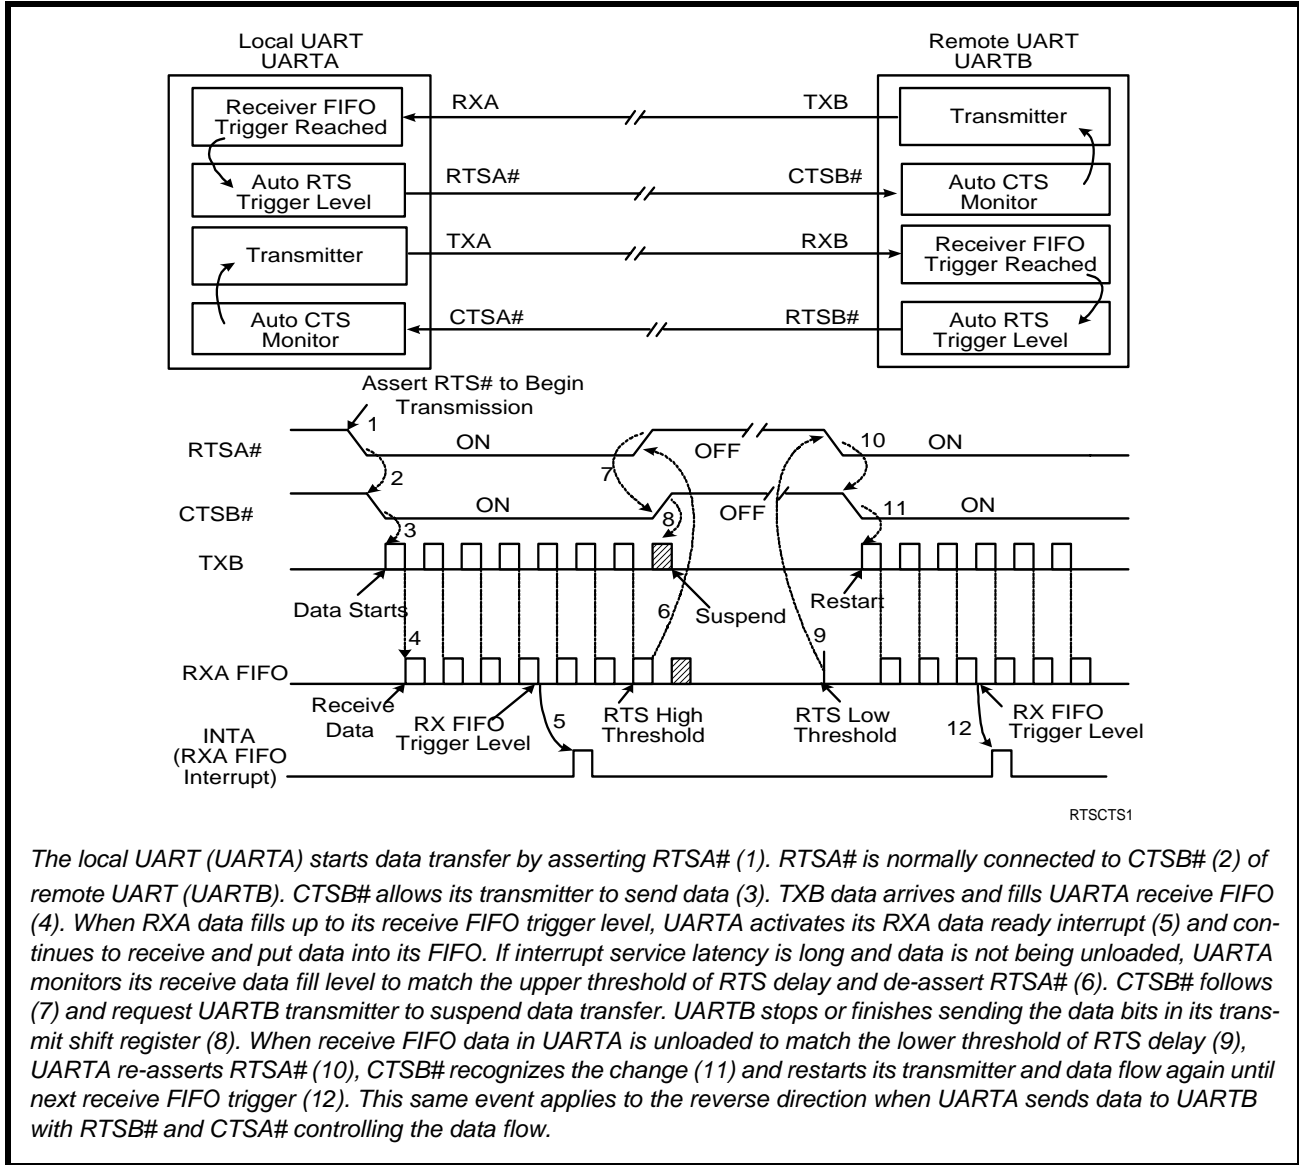 Local UART
UARTA
Remote UART
UARTB
Receiver FIFO
Trigger Reached
RXA
TXB
Transmitter
Auto RTS
Trigger Level
RTSA#
CTSB#
Auto CTS
Monitor
Transmitter
TXA
RXB
Receiver FIFO
Trigger Reached
Auto CTS
Monitor
CTSA#
RTSB#
Auto RTS
Trigger Level
Assert RTS# to Begin
Transmission
RTSA#
1
ON
7
OFF
10
ON
2
CTSB#
ON
8
OFF
11
ON
3
TXB
Data Starts
6
Suspend
Restart
4
9
RXA FIFO
Receive
Data
RX FIFO
Trigger Level
5
RTS High
Threshold
RTS Low
Threshold
12
RX FIFO
Trigger Level
INTA
(RXA FIFO
Interrupt)
RTSCTS1
The local UART (UARTA) starts data transfer by asserting RTSA# (1). RTSA# is normally connected to CTSB# (2) of
remote UART (UARTB). CTSB# allows its transmitter to send data (3). TXB data arrives and fills UARTA receive FIFO
(4). When RXA data fills up to its receive FIFO trigger level, UARTA activates its RXA data ready interrupt (5) and con-
tinues to receive and put data into its FIFO. If interrupt service latency is long and data is not being unloaded, UARTA
monitors its receive data fill level to match the upper threshold of RTS delay and de-assert RTSA# (6). CTSB# follows
(7) and request UARTB transmitter to suspend data transfer. UARTB stops or finishes sending the data bits in its trans-
mit shift register (8). When receive FIFO data in UARTA is unloaded to match the lower threshold of RTS delay (9),
UARTA re-asserts RTSA# (10), CTSB# recognizes the change (11) and restarts its transmitter and data flow again until
next receive FIFO trigger (12). This same event applies to the reverse direction when UARTA sends data to UARTB
with RTSB# and CTSA# controlling the data flow.